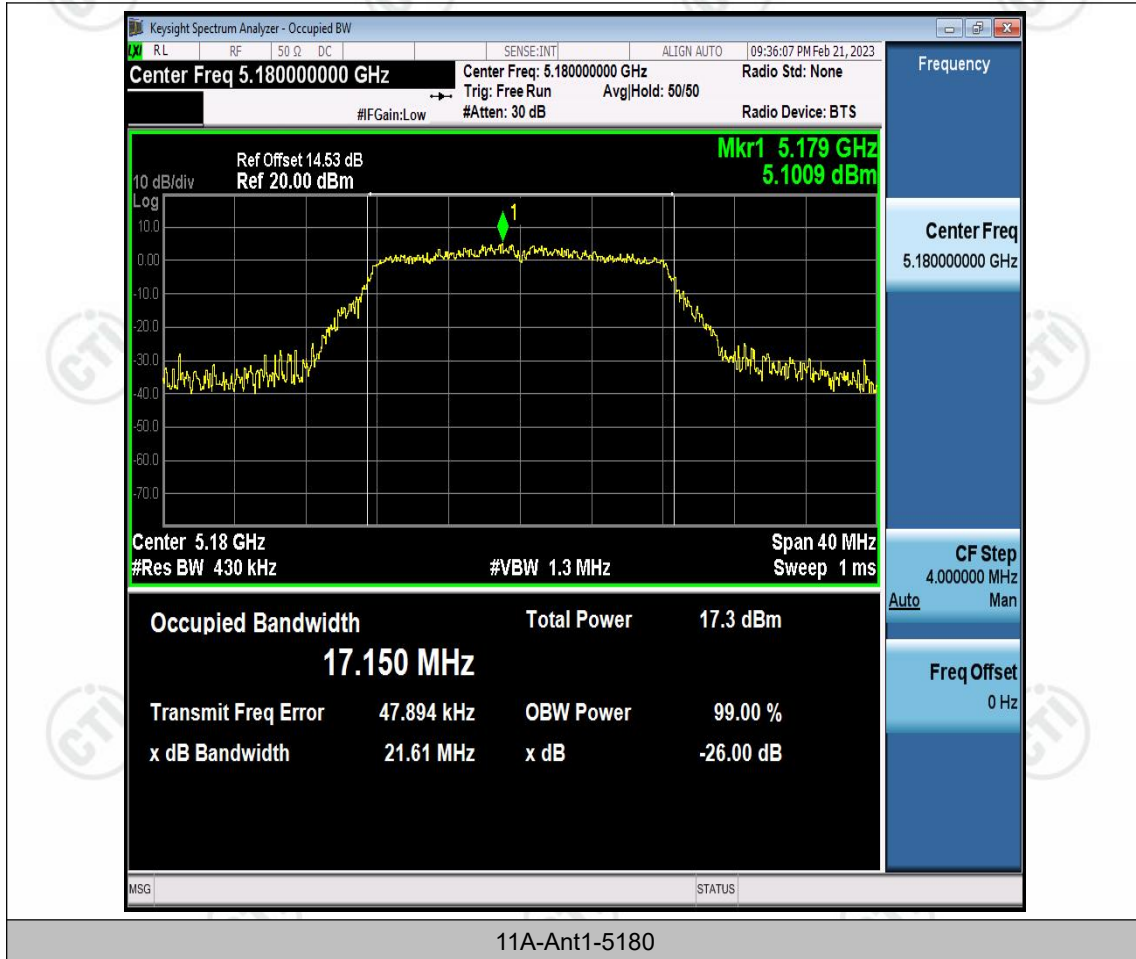 Keysight Spectrum Analyzer - Occupied BW
LXI RL RF 50 Ω DC SENSE:INT ALIGN AUTO 09:36:07 PM Feb 21, 2023
Center Freq 5.180000000 GHz
Center Freq: 5.180000000 GHz
Radio Std: None
Trig: Free Run Avg|Hold: 50/50
#IFGain:Low
#Atten: 30 dB
Radio Device: BTS
Frequency
Mkr1 5.179 GHz
5.1009 dBm
Ref Offset 14.53 dB
10 dB/div Ref 20.00 dBm
Log
10.0
0.00
-10.0
-20.0
-30.0
-40.0
-50.0
-60.0
-70.0
1
Center 5.18 GHz Span 40 MHz
#Res BW 430 kHz #VBW 1.3 MHz Sweep 1 ms
Center Freq
5.180000000 GHz
CF Step
4.000000 MHz
Auto Man
Freq Offset
0 Hz
Occupied Bandwidth Total Power 17.3 dBm
17.150 MHz
Transmit Freq Error 47.894 kHz OBW Power 99.00 %
x dB Bandwidth 21.61 MHz x dB -26.00 dB
MSG STATUS
CTI
CTI
CTI
CTI
11A-Ant1-5180